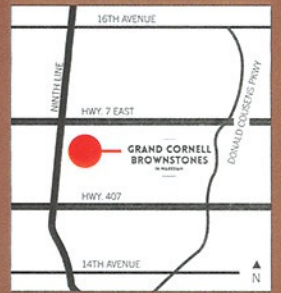 16TH AVENUE
NINTH LINE
DONALD COUSENS PKWY
HWY. 7 EAST
GRAND CORNELL
BROWNSTONES
IN MARKHAM
HWY. 407
14TH AVENUE
N